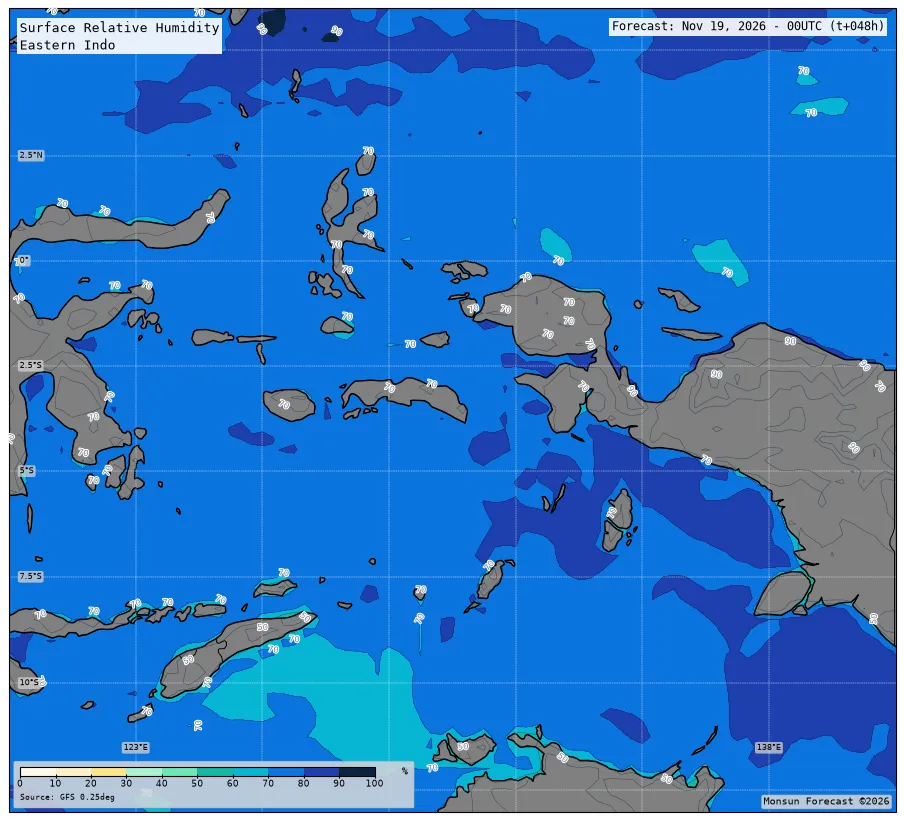 Surface Relative Humidity
Eastern Indo
Forecast: Nov 19, 2026 - 00UTC (t+048h)
2.5°N
0°
2.5°S
5°S
7.5°S
10°S
123°E
138°E
%
0 10 20 30 40 50 60 70 80 90 100
Source: GFS 0.25deg
Monsun Forecast ©2026